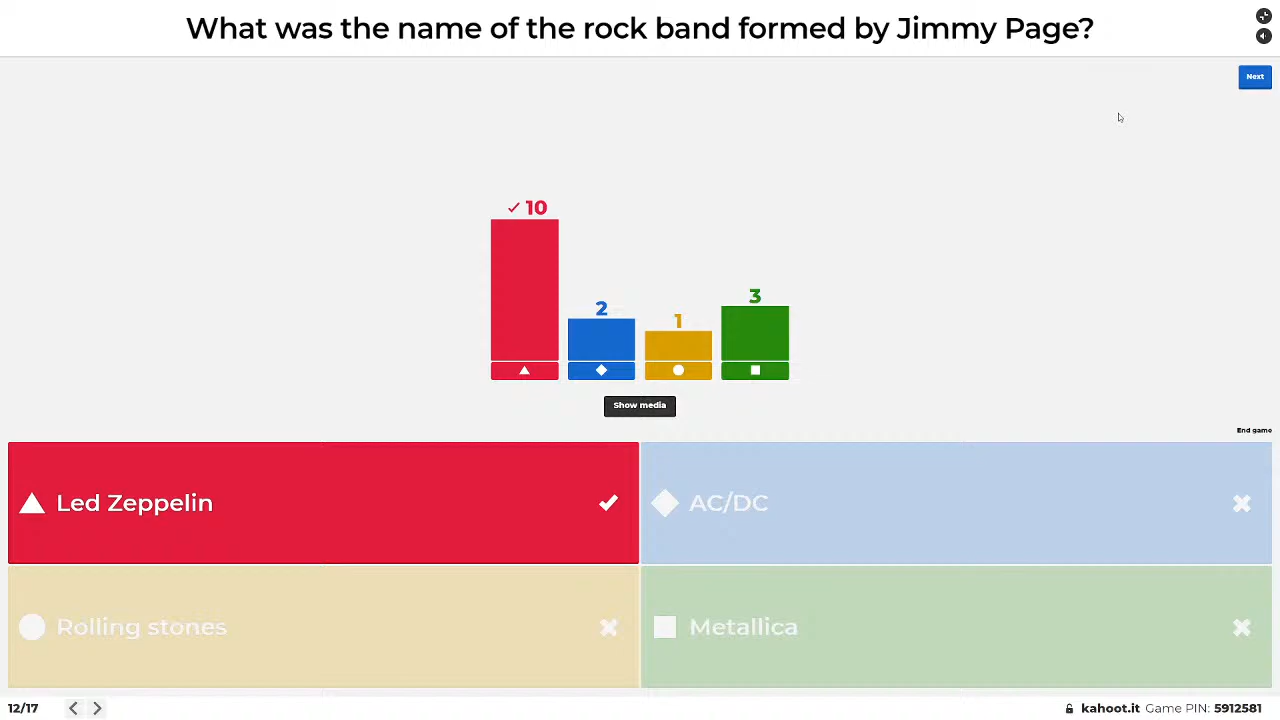 What was the name of the rock band formed by Jimmy Page?
Next
10
2
1
3
Show media
End game
Led Zeppelin
AC/DC
Rolling stones
Metallica
12/17
kahoot.it Game PIN: 5912581